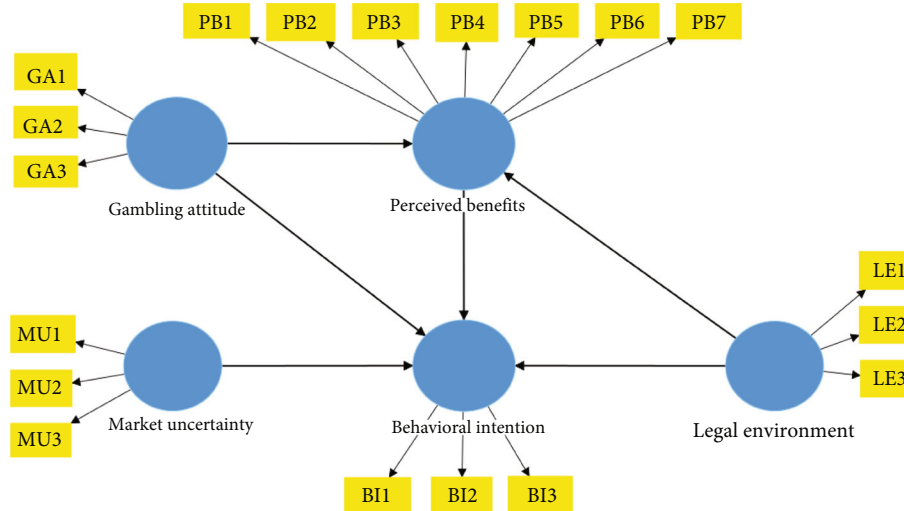 PB1 PB2 PB3 PB4 PB5 PB6 PB7
GA1
GA2
GA3
Gambling attitude
Perceived benefits
LE1
LE2
LE3
Legal environment
MU1
MU2
MU3
Market uncertainty
Behavioral intention
BI1 BI2 BI3